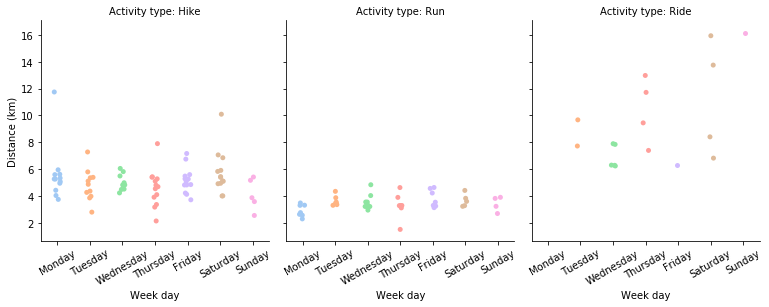 Activity type: Hike
Activity type: Run
Activity type: Ride
Distance (km)
16
14
12
10
8
6
4
2
Monday
Tuesday
Wednesday
Thursday
Friday
Saturday
Sunday
Monday
Tuesday
Wednesday
Thursday
Friday
Saturday
Sunday
Monday
Tuesday
Wednesday
Thursday
Friday
Saturday
Sunday
Week day
Week day
Week day